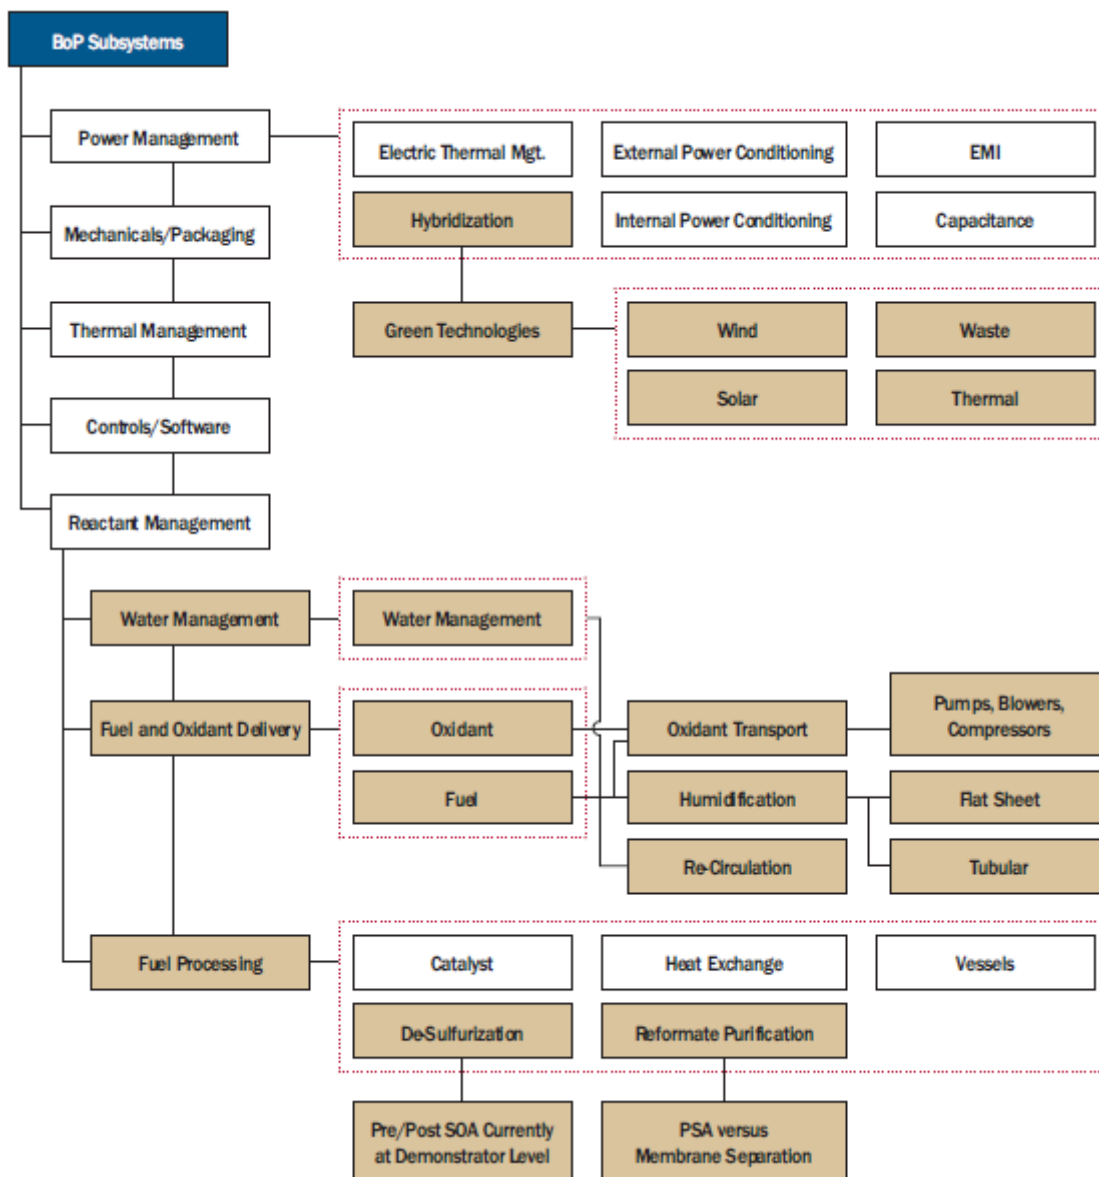 BoP Subsystems
Power Management
Electric Thermal Mgt.
External Power Conditioning
EMI
Hybridization
Internal Power Conditioning
Capacitance
Mechanicals/Packaging
Thermal Management
Green Technologies
Wind
Waste
Solar
Thermal
Controls/Software
Reactant Management
Water Management
Water Management
Fuel and Oxidant Delivery
Oxidant
Oxidant Transport
Pumps, Blowers,
Compressors
Fuel
Humidification
Flat Sheet
Re-Circulation
Tubular
Fuel Processing
Catalyst
Heat Exchange
Vessels
De-Sulfurization
Reformate Purification
Pre/Post SOA Currently
at Demonstrator Level
PSA versus
Membrane Separation